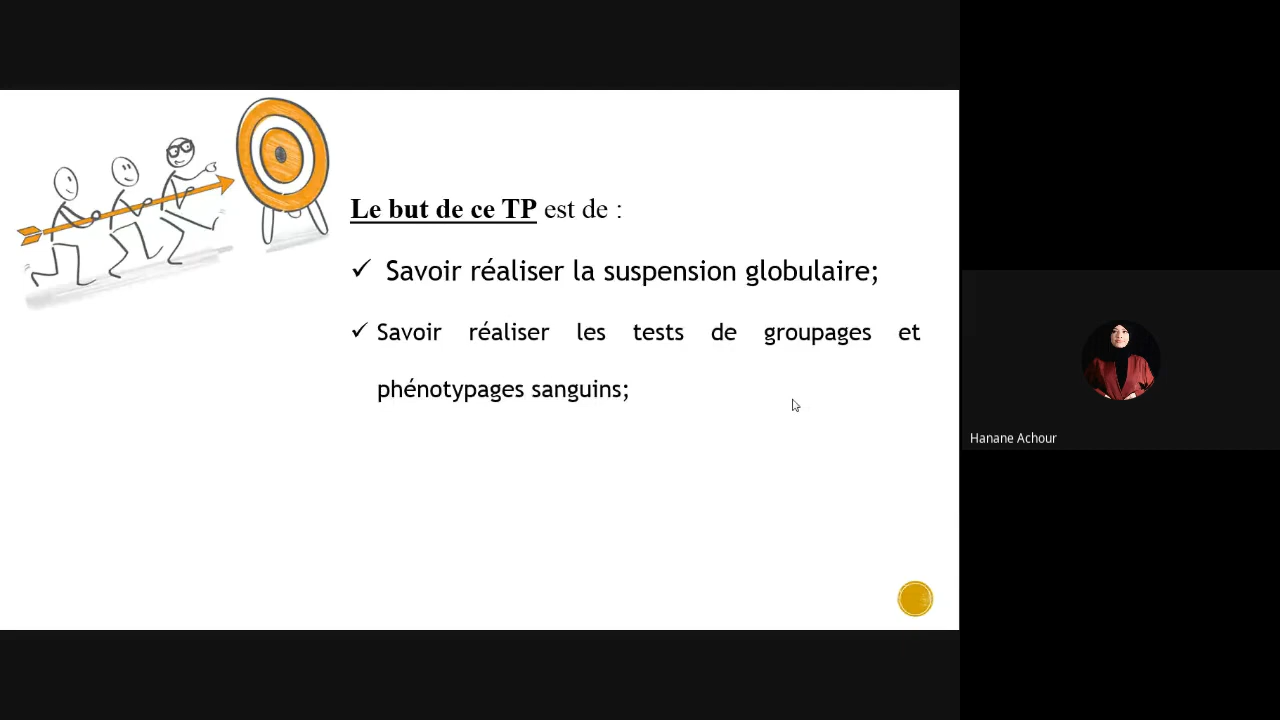 Le but de ce TP est de :
✓ Savoir réaliser la suspension globulaire;
✓ Savoir réaliser les tests de groupages et
phénotypages sanguins;
Hanane Achour